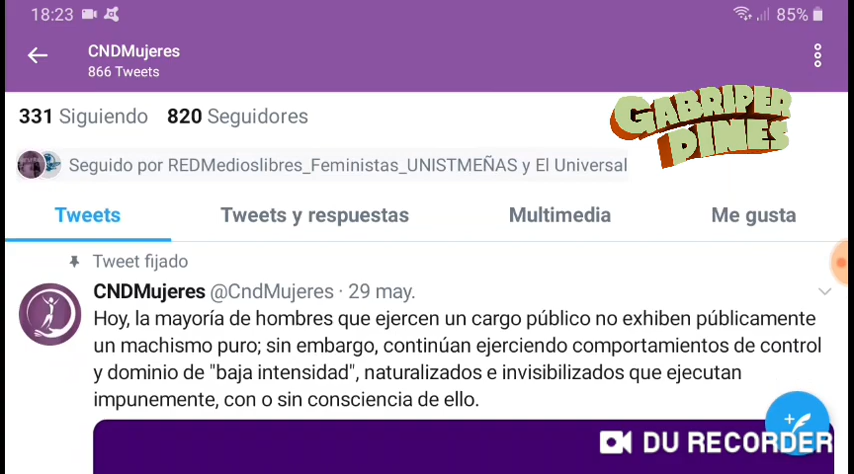 18:23
85%
CNDMujeres
866 Tweets
331 Siguiendo 820 Seguidores
GABRIPER
PINES
Seguido por REDMedioslibres_Feministas_UNISTMEÑAS y El Universal
Tweets Tweets y respuestas Multimedia Me gusta
Tweet fijado
CNDMujeres @CndMujeres · 29 may.
Hoy, la mayoría de hombres que ejercen un cargo público no exhiben públicamente
un machismo puro; sin embargo, continúan ejerciendo comportamientos de control
y dominio de "baja intensidad", naturalizados e invisibilizados que ejecutan
impunemente, con o sin consciencia de ello.
DU RECORDER